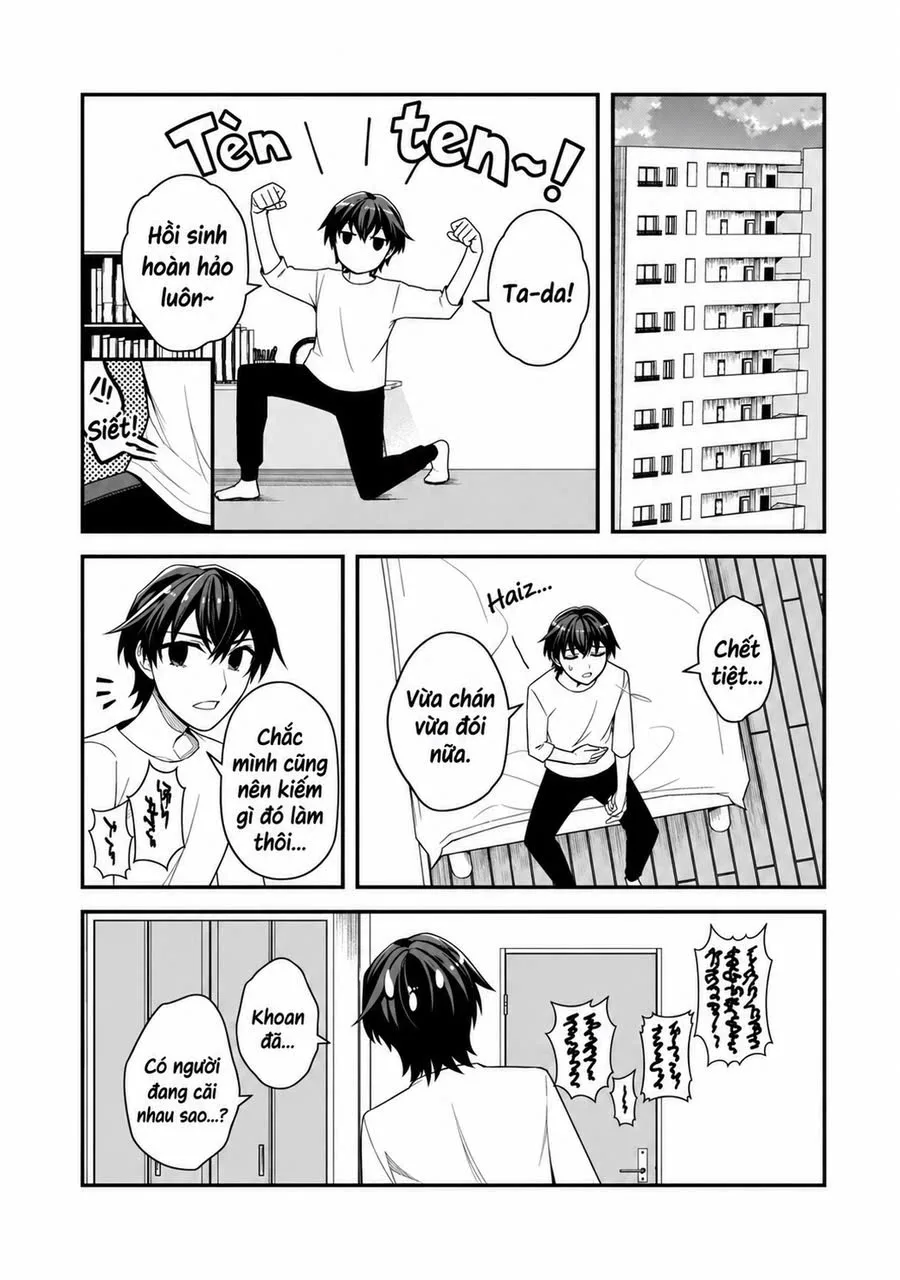 Tèn
ten~!
Ta-da!
Hồi sinh
hoàn hảo
luôn~
Siết!
Chết
tiệt...
Haiz...
Vừa chán
vừa đói
nữa.
Chắc
mình cũng
nên kiếm
gì đó làm
thôi...
Khoan
đã...
Có người
đang cãi
nhau sao...?